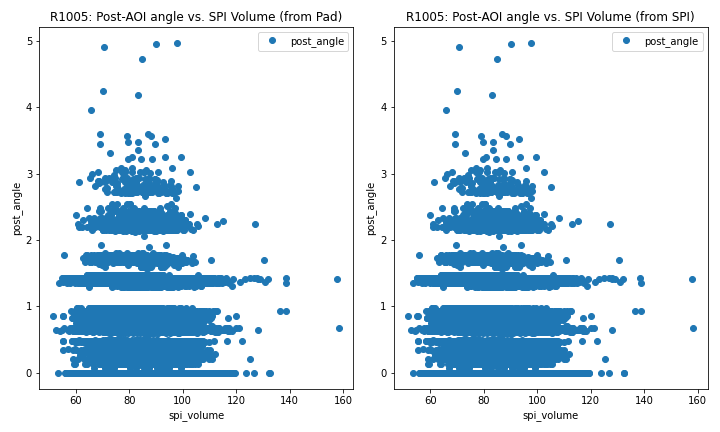 R1005: Post-AOI angle vs. SPI Volume (from Pad)
post_angle
5
4
3
2
1
0
post_angle
60 80 100 120 140 160
spi_volume
R1005: Post-AOI angle vs. SPI Volume (from SPI)
post_angle
5
4
3
2
1
0
post_angle
60 80 100 120 140 160
spi_volume